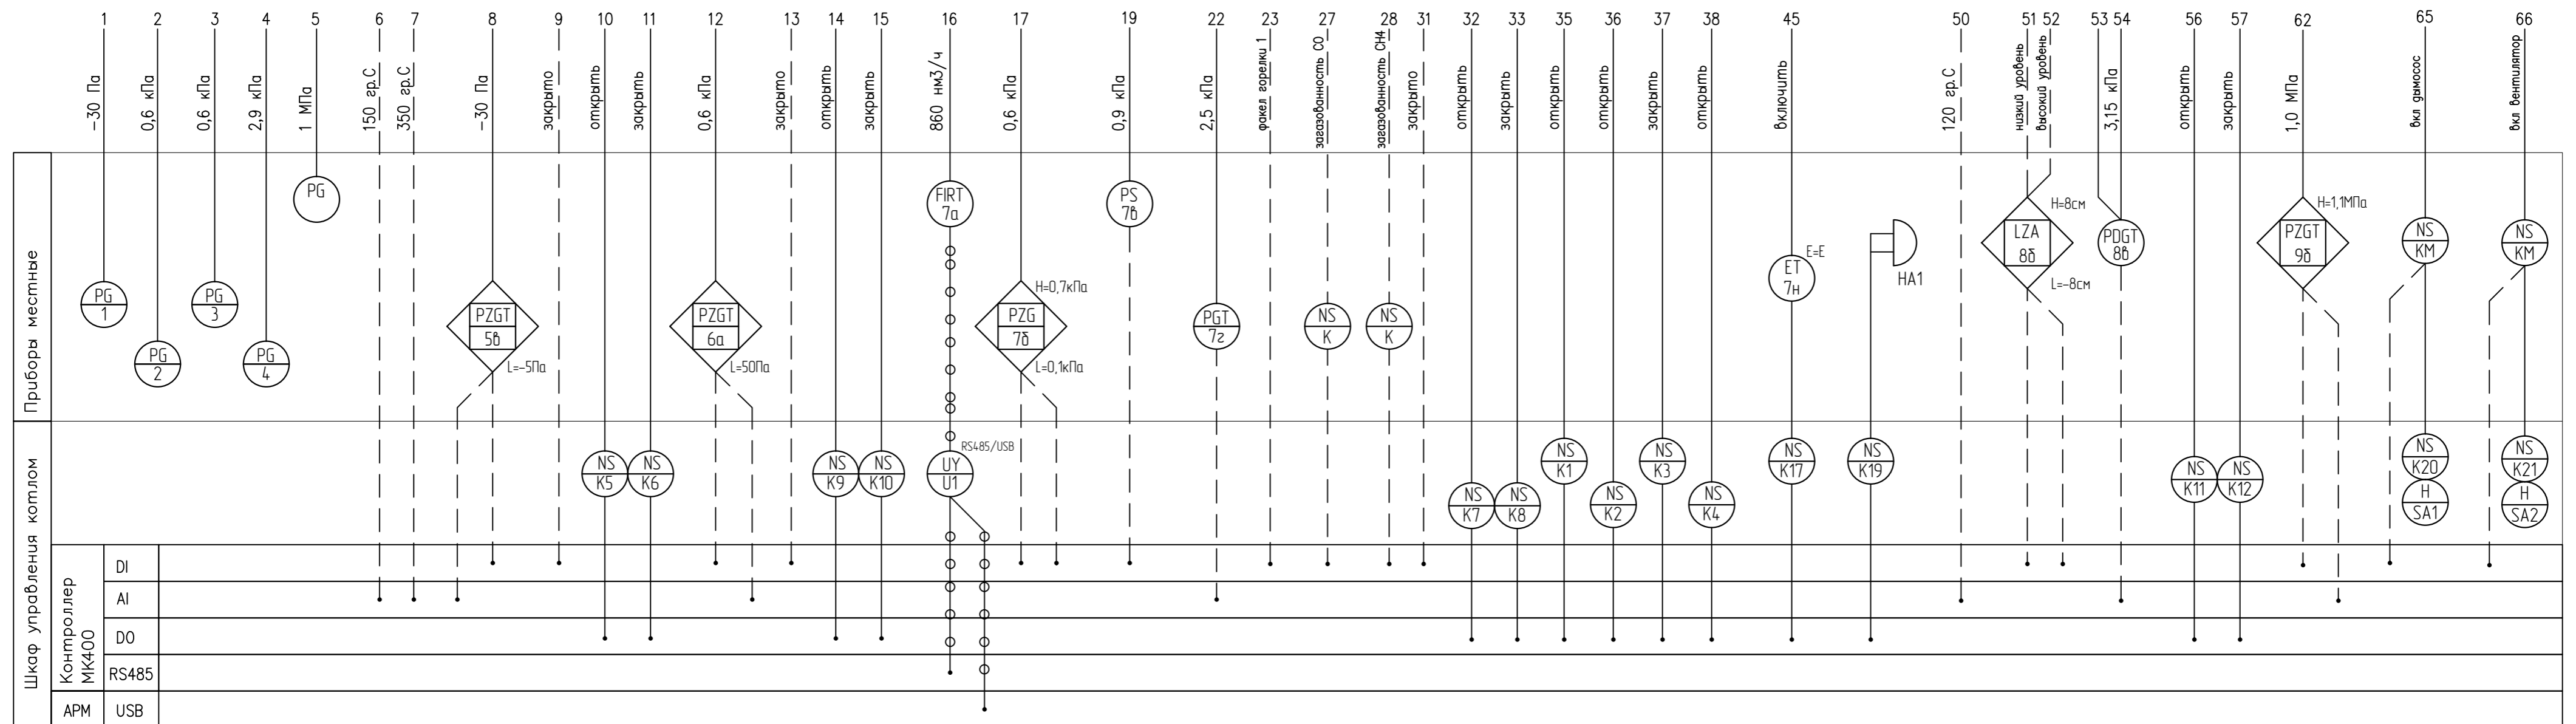 1 2 3 4 5 6 7 8 9 10 11 12 13 14 15 16 17 19 22 23 27 28 31 32 33 35 36 37 38 45 50 51 52 53 54 56 57 62 65 66
-30 Па
0,6 кПа
0,6 кПа
2,9 кПа
1 МПа
150 гр.С
350 гр.С
-30 Па
закрыто
открыть
закрыть
0,6 кПа
закрыто
открыть
закрыть
860 нм3/ч
0,6 кПа
0,9 кПа
2,5 кПа
факел горелки 1
загазованность СО
загазованность СН4
закрыто
открыть
закрыть
открыть
открыть
закрыть
открыть
включить
120 гр.С
низкий уровень
высокий уровень
3,15 кПа
открыть
закрыть
1,0 МПа
вкл дымосос
вкл вентилятор
Приборы местные
PG
1
PG
2
PG
3
PG
4
PG
PZGT
5в
L=-5Па
PZGT
6а
L=50Па
FIRT
7а
H=0,7кПа
PZG
7б
L=0,1кПа
PS
7в
PGT
7г
NS
K
NS
K
E=E
ET
7н
HA1
H=8см
LZA
8б
L=-8см
PDGT
8в
H=1,1МПа
PZGT
9б
NS
KM
NS
KM
Шкаф управления котлом
NS
K5
NS
K6
NS
K9
NS
K10
RS485/USB
UY
U1
NS
K7
NS
K8
NS
K1
NS
K2
NS
K3
NS
K4
NS
K17
NS
K19
NS
K11
NS
K12
NS
K20
H
SA1
NS
K21
H
SA2
Контроллер
МК400
DI
AI
DO
RS485
АРМ USB